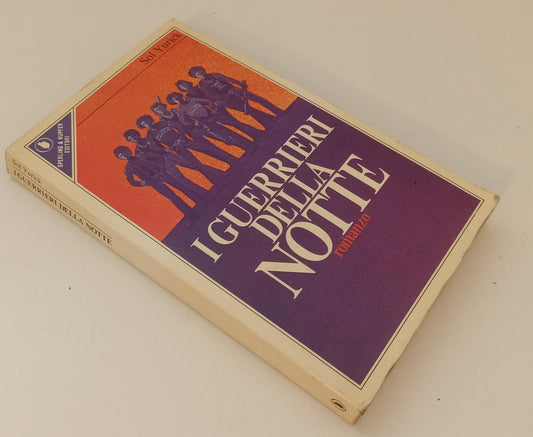 Sol Yurick
SPERLING & KUPFER
EDITORI
I GUERRIERI
DELLA
NOTTE
romanzo
Sol Yurick
I GUERRIERI DELLA NOTTE